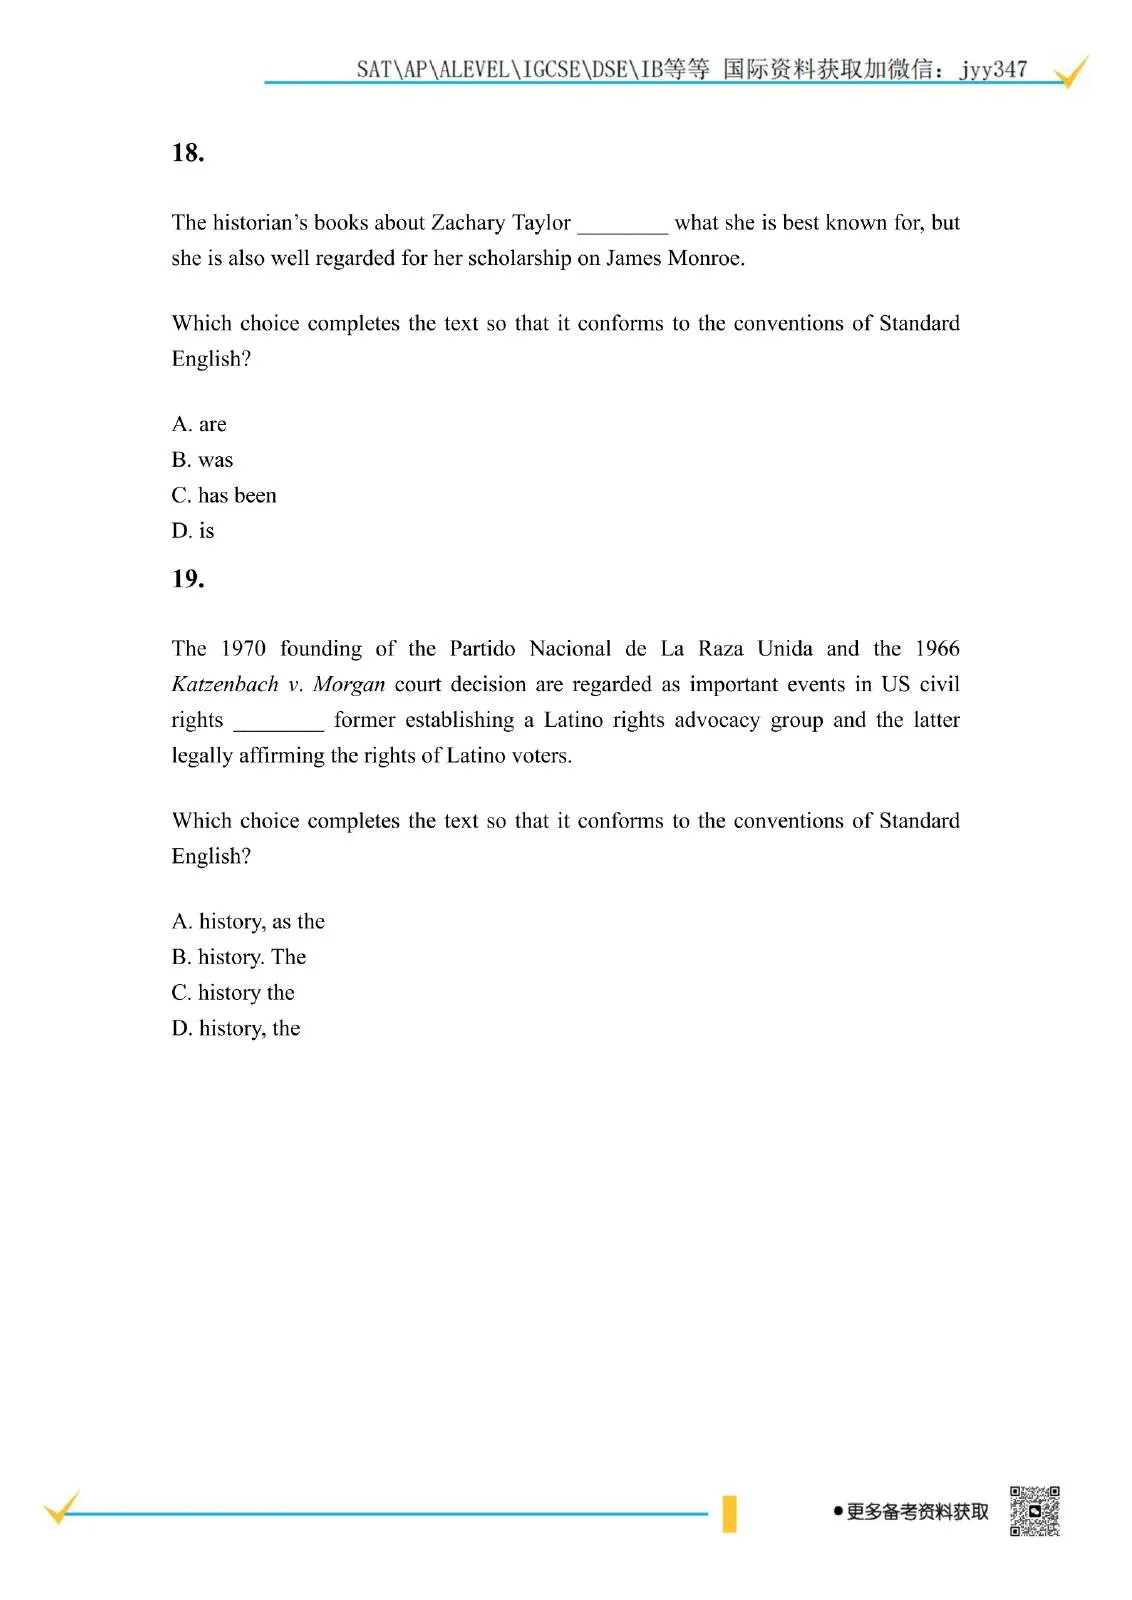 SAT\AP\ALEVEL\IGCSE\DSE\IB等等 国际资料获取加微信：jyy347
18.
The historian’s books about Zachary Taylor ________ what she is best known for, but
she is also well regarded for her scholarship on James Monroe.
Which choice completes the text so that it conforms to the conventions of Standard
English?
A. are
B. was
C. has been
D. is
19.
The 1970 founding of the Partido Nacional de La Raza Unida and the 1966
Katzenbach v. Morgan court decision are regarded as important events in US civil
rights ________ former establishing a Latino rights advocacy group and the latter
legally affirming the rights of Latino voters.
Which choice completes the text so that it conforms to the conventions of Standard
English?
A. history, as the
B. history. The
C. history the
D. history, the
●更多备考资料获取